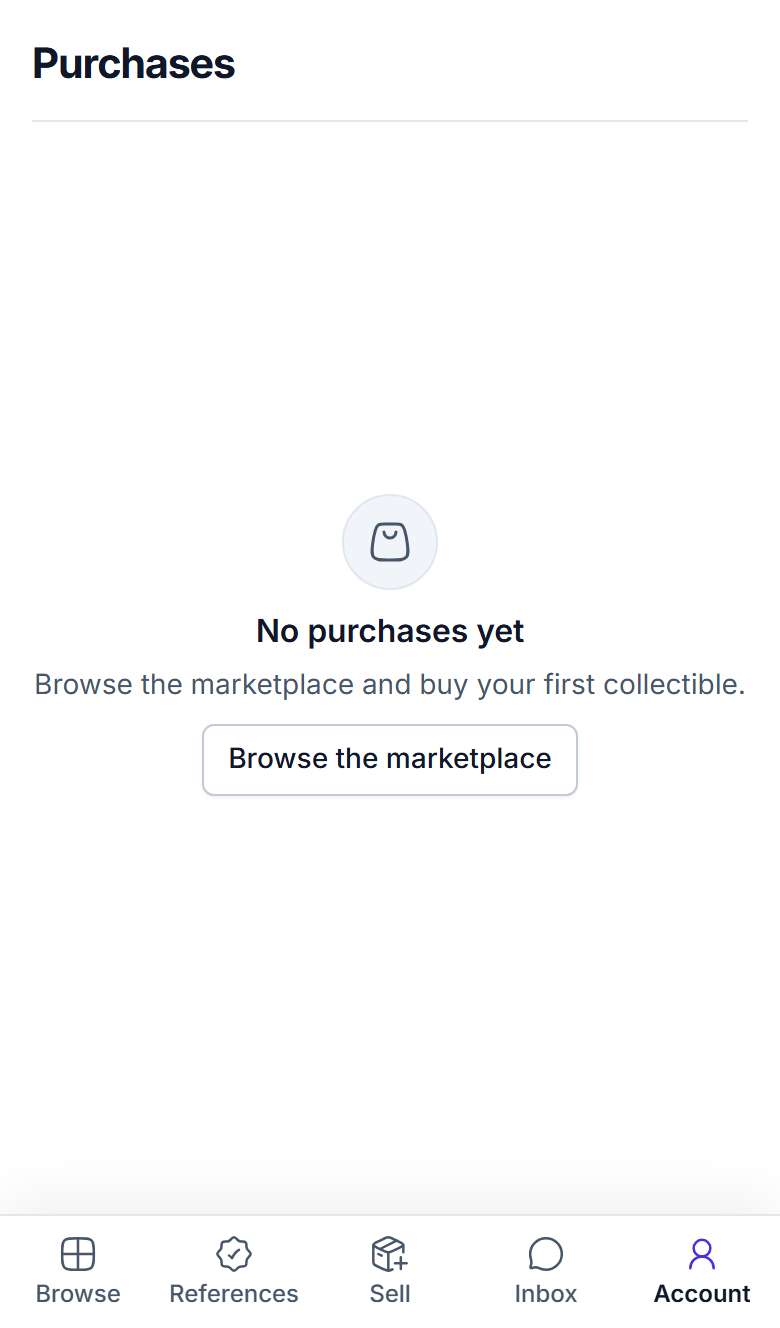 Purchases
No purchases yet
Browse the marketplace and buy your first collectible.
Browse the marketplace
Browse
References
Sell
Inbox
Account